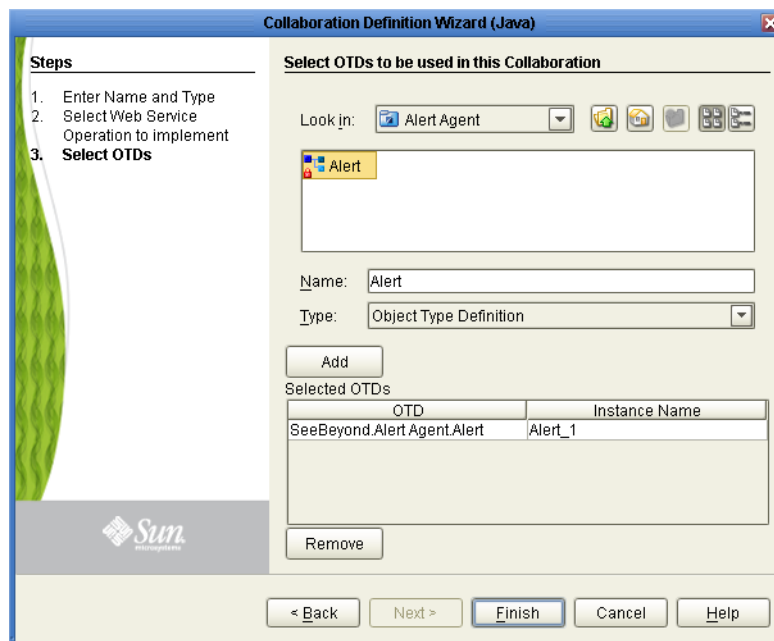 Collaboration Definition Wizard (Java)
Steps
1. Enter Name and Type
2. Select Web Service
Operation to implement
3. Select OTDs
Sun
microsystems
Select OTDs to be used in this Collaboration
Look in: Alert Agent
Alert
Name: Alert
Type: Object Type Definition
Add
Selected OTDs
OTD Instance Name
SeeBeyond.Alert Agent.Alert Alert_1
Remove
< Back Next > Finish Cancel Help